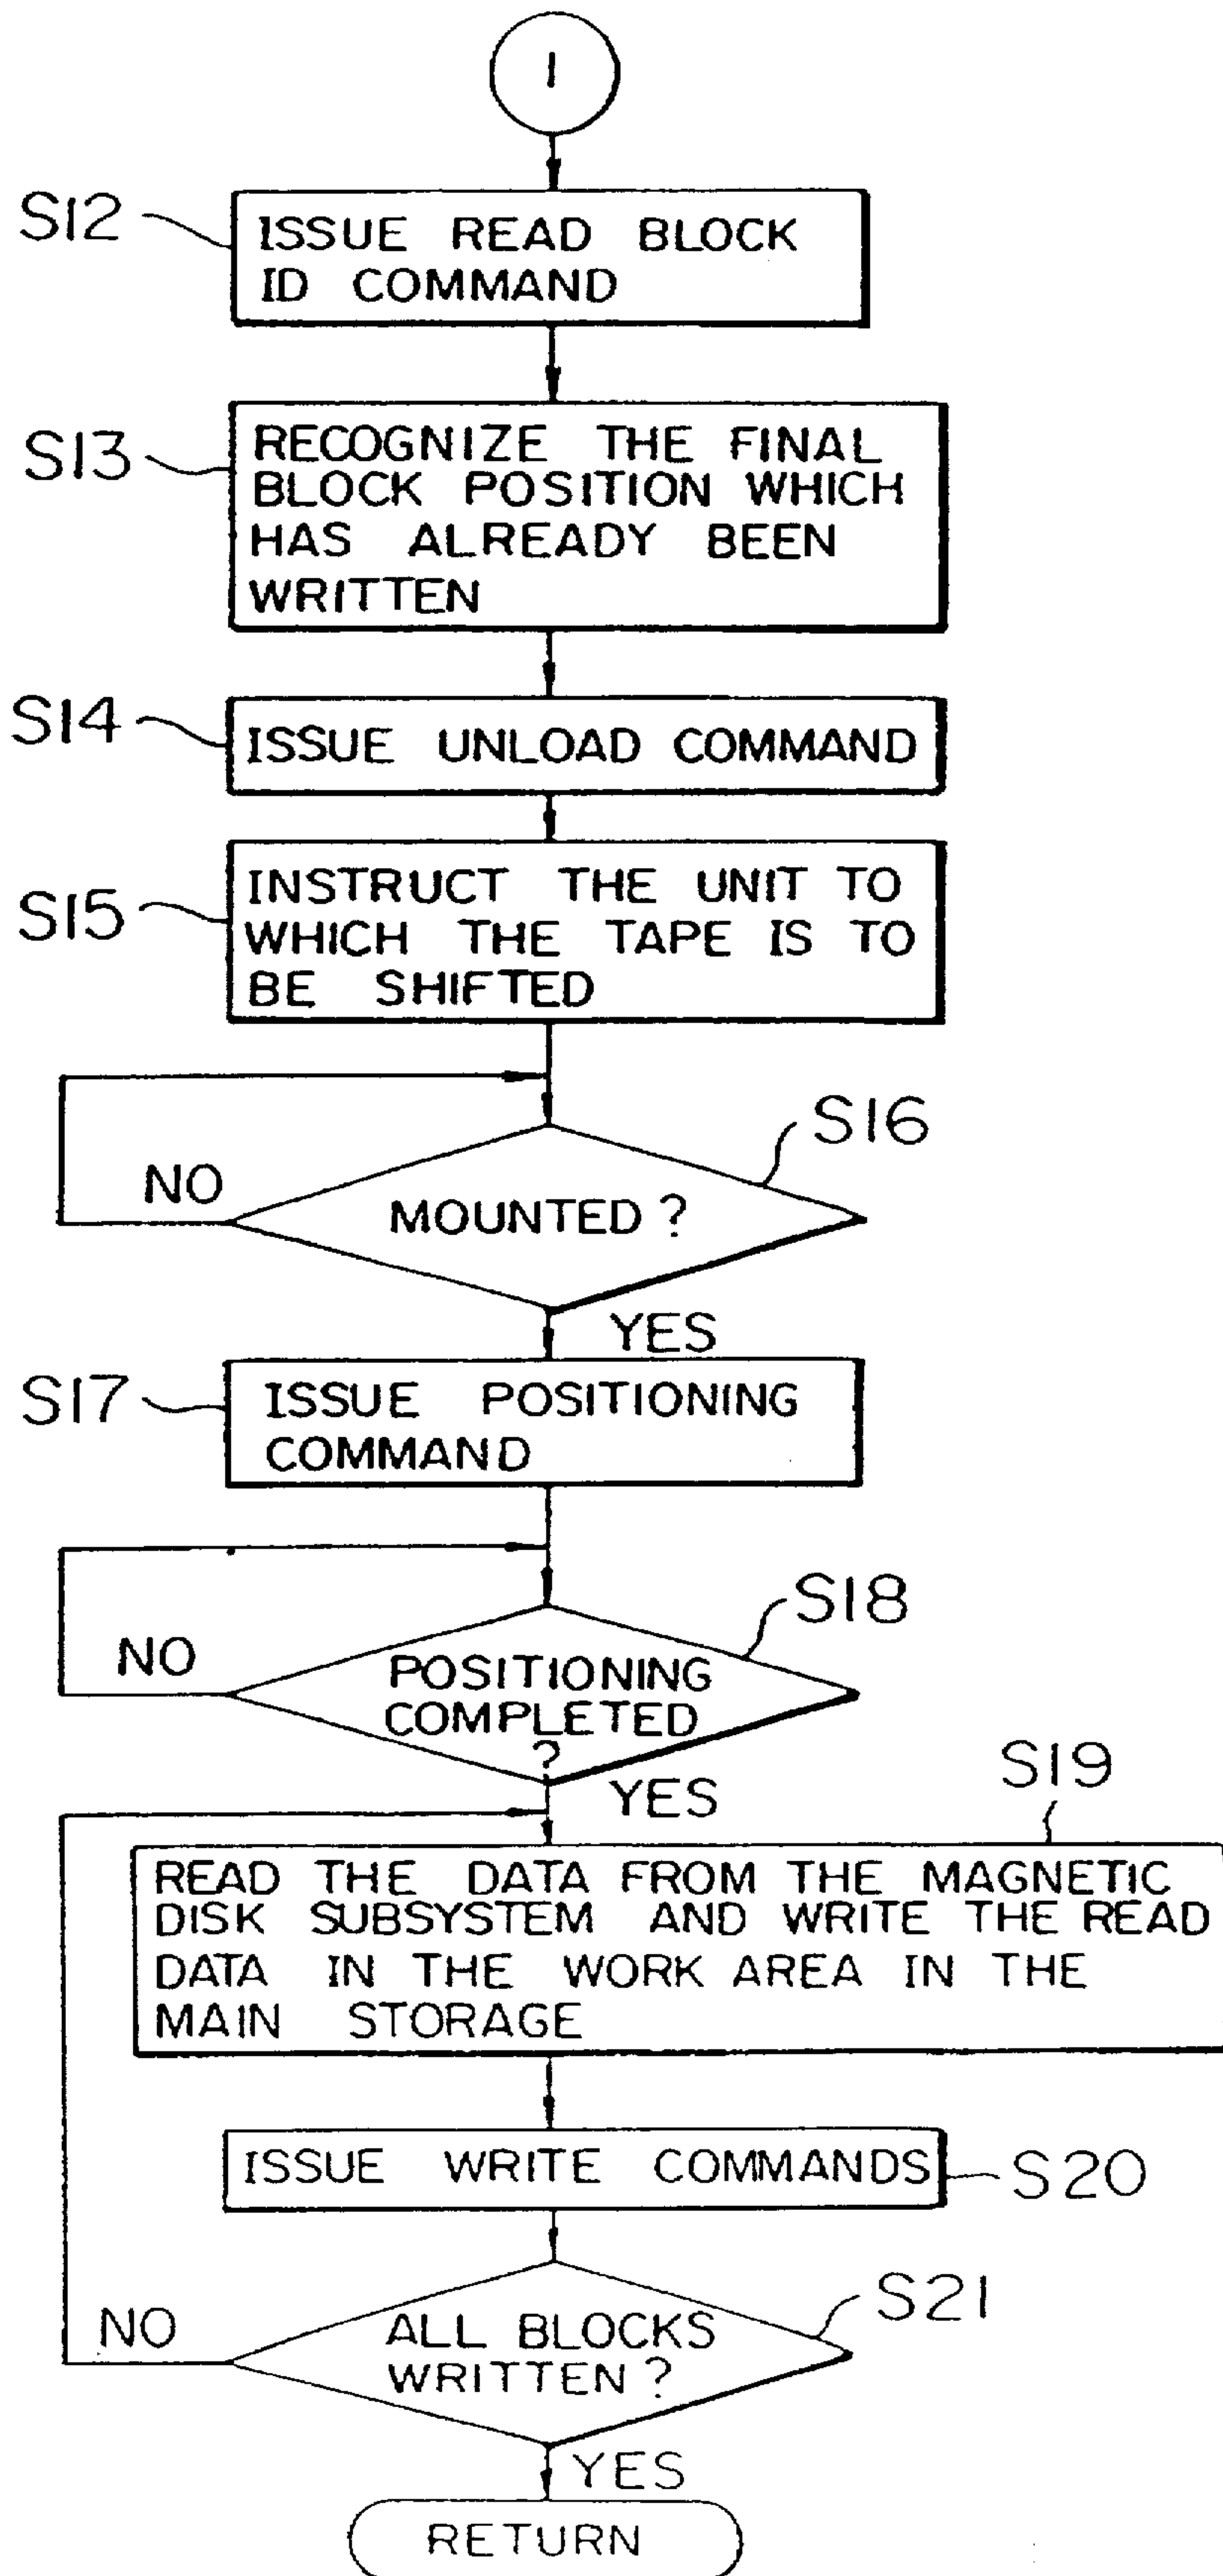 1
S12
ISSUE READ BLOCK
ID COMMAND
S13
RECOGNIZE THE FINAL
BLOCK POSITION WHICH
HAS ALREADY BEEN
WRITTEN
S14
ISSUE UNLOAD COMMAND
S15
INSTRUCT THE UNIT TO
WHICH THE TAPE IS TO
BE SHIFTED
S16
NO
MOUNTED ?
YES
S17
ISSUE POSITIONING
COMMAND
S18
NO
POSITIONING
COMPLETED
?
YES
S19
READ THE DATA FROM THE MAGNETIC
DISK SUBSYSTEM AND WRITE THE READ
DATA IN THE WORK AREA IN THE
MAIN STORAGE
ISSUE WRITE COMMANDS
S20
S21
NO
ALL BLOCKS
WRITTEN ?
YES
RETURN